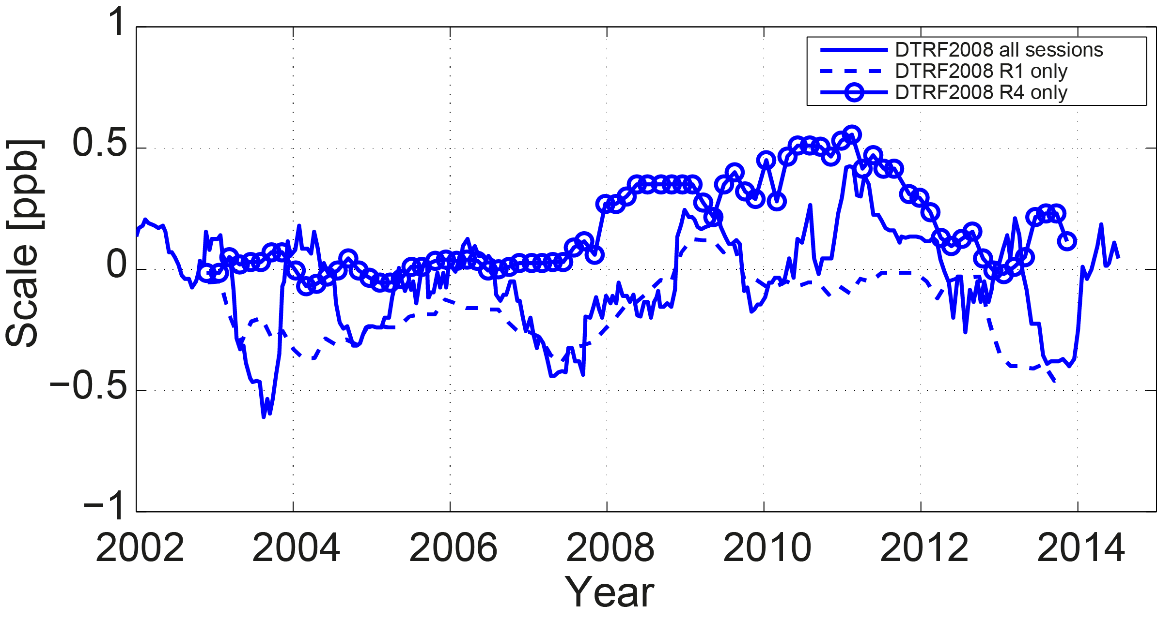 1
0.5
0
−0.5
−1
Scale [ppb]
DTRF2008 all sessions
DTRF2008 R1 only
DTRF2008 R4 only
2002 2004 2006 2008 2010 2012 2014
Year